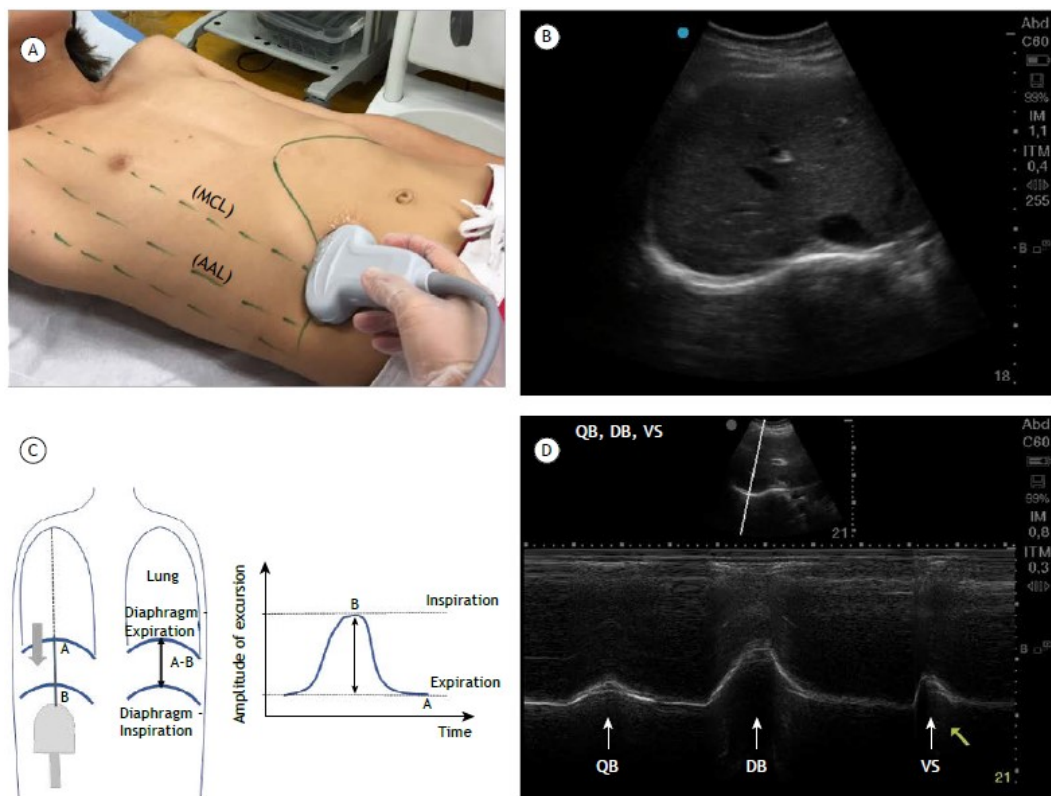 A
(MCL)
(AAL)
B
Abd
C60
99%
IM
1,1
ITM
0,4
255
B
18
C
Lung
Diaphragm
Expiration
A
A-B
B
Diaphragm
Inspiration
Amplitude of excursion
B
Inspiration
Expiration
A
Time
D
QB, DB, VS
Abd
C60
99%
IM
0,8
21
ITM
0,3
B
QB
DB
VS
21